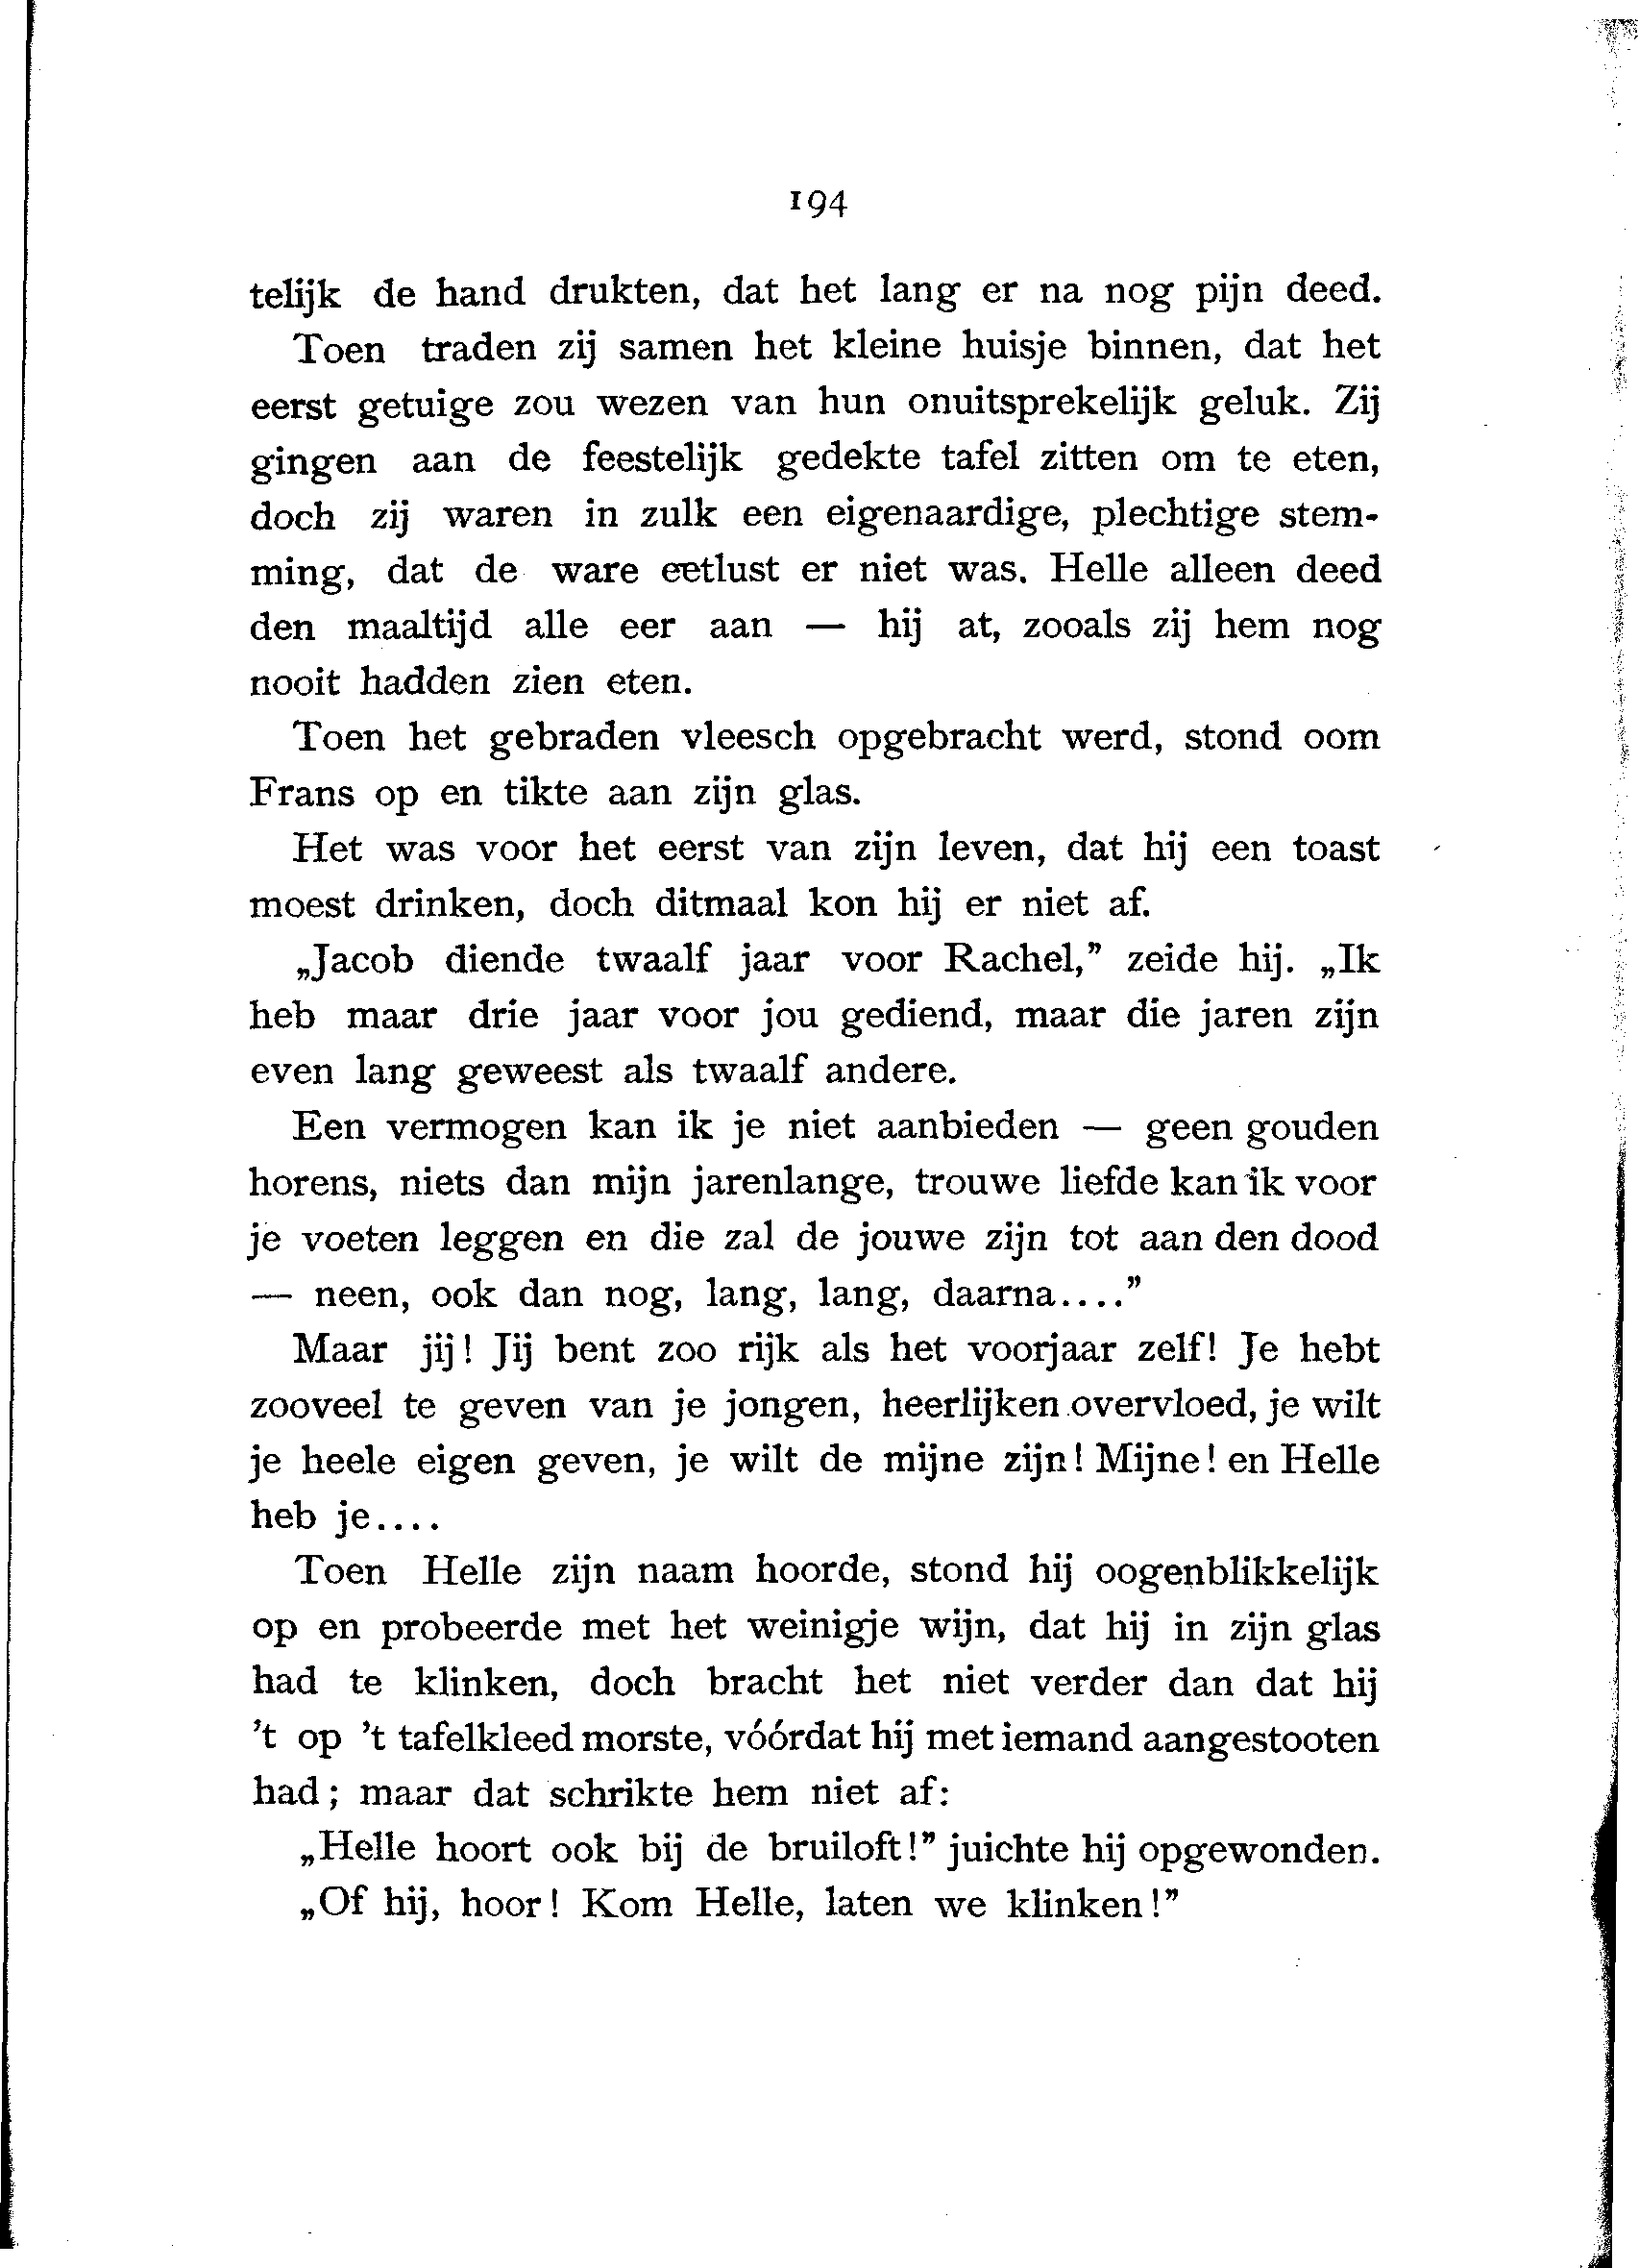 194
telijk de hand drukten, dat het lang er na nog pijn deed.
Toen traden zij samen het kleine huisje binnen, dat het
eerst getuige zou wezen van hun onuitsprekelijk geluk. Zij
gingen aan de feestelijk gedekte tafel zitten om te eten,
doch zij waren in zulk een eigenaardige, plechtige stem-
ming, dat de ware eetlust er niet was. Helle alleen deed
den maaltijd alle eer aan — hij at, zooals zij hem nog
nooit hadden zien eten.
Toen het gebraden vleesch opgebracht werd, stond oom
Frans op en tikte aan zijn glas.
Het was voor het eerst van zijn leven, dat hij een toast
moest drinken, doch ditmaal kon hij er niet af.
„Jacob diende twaalf jaar voor Rachel,” zeide hij. „Ik
heb maar drie jaar voor jou gediend, maar die jaren zijn
even lang geweest als twaalf andere.
Een vermogen kan ik je niet aanbieden — geen gouden
horens, niets dan mijn jarenlange, trouwe liefde kan ik voor
je voeten leggen en die zal de jouwe zijn tot aan den dood
— neen, ook dan nog, lang, lang, daarna....”
Maar jij! Jij bent zoo rijk als het voorjaar zelf! Je hebt
zooveel te geven van je jongen, heerlijken overvloed, je wilt
je heele eigen geven, je wilt de mijne zijn! Mijne! en Helle
heb je....
Toen Helle zijn naam hoorde, stond hij oogenblikkelijk
op en probeerde met het weinigje wijn, dat hij in zijn glas
had te klinken, doch bracht het niet verder dan dat hij
’t op ’t tafelkleed morste, vóórdat hij met iemand aangestooten
had; maar dat schrikte hem niet af:
„Helle hoort ook bij de bruiloft!” juichte hij opgewonden.
„Of hij, hoor! Kom Helle, laten we klinken!”